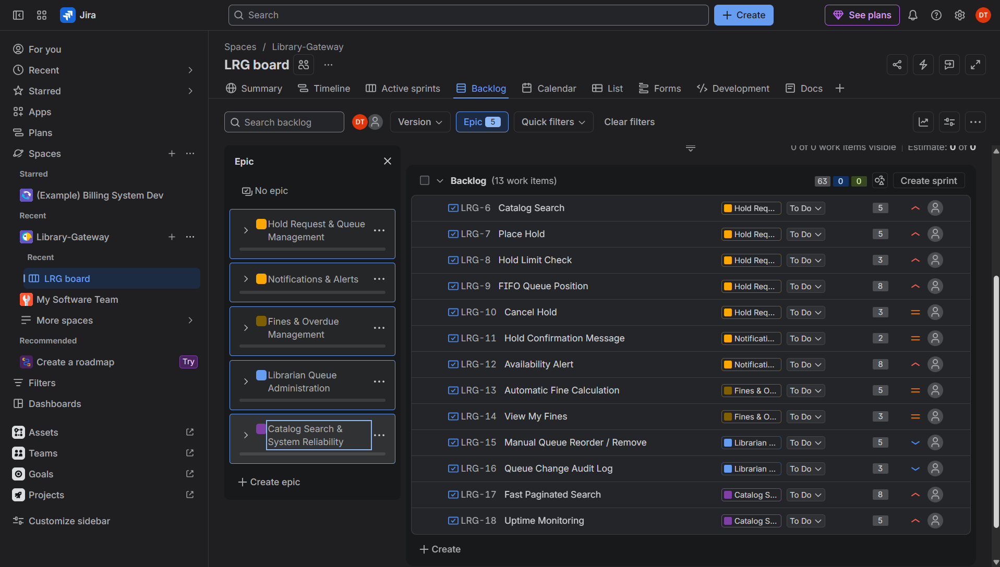 Jira
Search
Create
See plans
DT
For you
Recent
Starred
Apps
Plans
Spaces
Starred
(Example) Billing System Dev
Recent
Library-Gateway
Recent
LRG board
My Software Team
More spaces
Recommended
Create a roadmap
Try
Filters
Dashboards
Assets
Teams
Goals
Projects
Customize sidebar
Spaces / Library-Gateway
LRG board
Summary
Timeline
Active sprints
Backlog
Calendar
List
Forms
Development
Docs
Search backlog
DT
Version
Epic 5
Quick filters
Clear filters
Epic
No epic
Hold Request & Queue
Management
Notifications & Alerts
Fines & Overdue
Management
Librarian Queue
Administration
Catalog Search &
System Reliability
Create epic
0 of 0 work items visible | Estimate: 0 of 0
Backlog (13 work items) 63 0 0 Create sprint
LRG-6 Catalog Search Hold Req... To Do 5
LRG-7 Place Hold Hold Req... To Do 5
LRG-8 Hold Limit Check Hold Req... To Do 3
LRG-9 FIFO Queue Position Hold Req... To Do 8
LRG-10 Cancel Hold Hold Req... To Do 3
LRG-11 Hold Confirmation Message Notificati... To Do 2
LRG-12 Availability Alert Notificati... To Do 8
LRG-13 Automatic Fine Calculation Fines & O... To Do 5
LRG-14 View My Fines Fines & O... To Do 3
LRG-15 Manual Queue Reorder / Remove Librarian ... To Do 5
LRG-16 Queue Change Audit Log Librarian ... To Do 3
LRG-17 Fast Paginated Search Catalog S... To Do 8
LRG-18 Uptime Monitoring Catalog S... To Do 5
Create